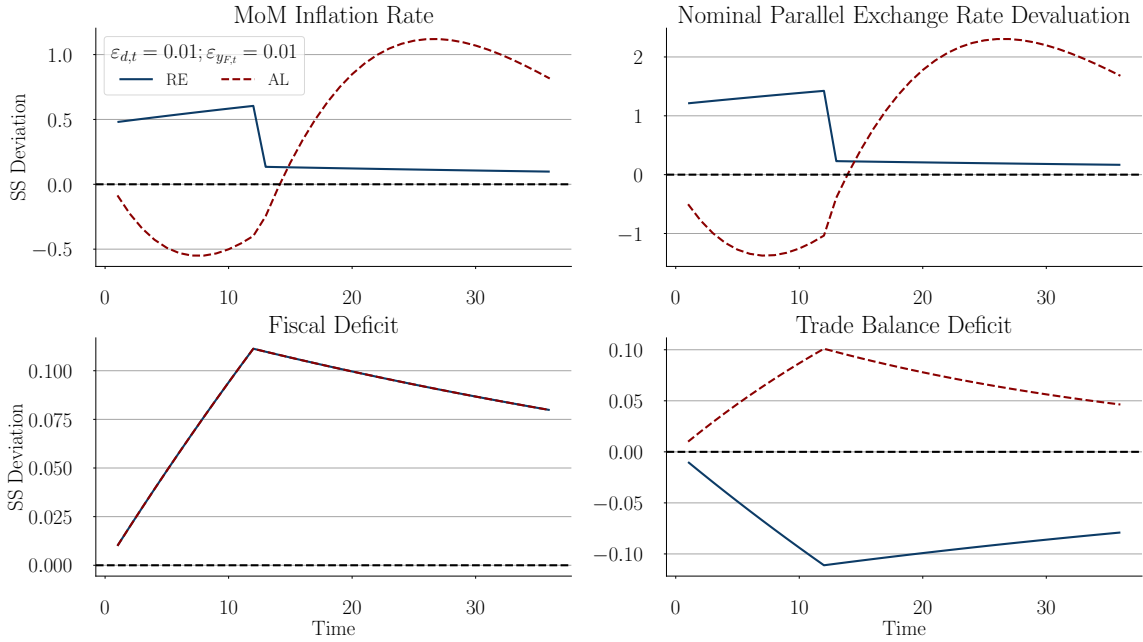 MoM Inflation Rate
SS Deviation
1.0
0.5
0.0
−0.5
ε_{d,t} = 0.01; ε_{y_{F,t}} = 0.01
RE AL
0 10 20 30
Nominal Parallel Exchange Rate Devaluation
2
1
0
−1
0 10 20 30
Fiscal Deficit
SS Deviation
0.100
0.075
0.050
0.025
0.000
0 10 20 30
Time
Trade Balance Deficit
0.10
0.05
0.00
−0.05
−0.10
0 10 20 30
Time